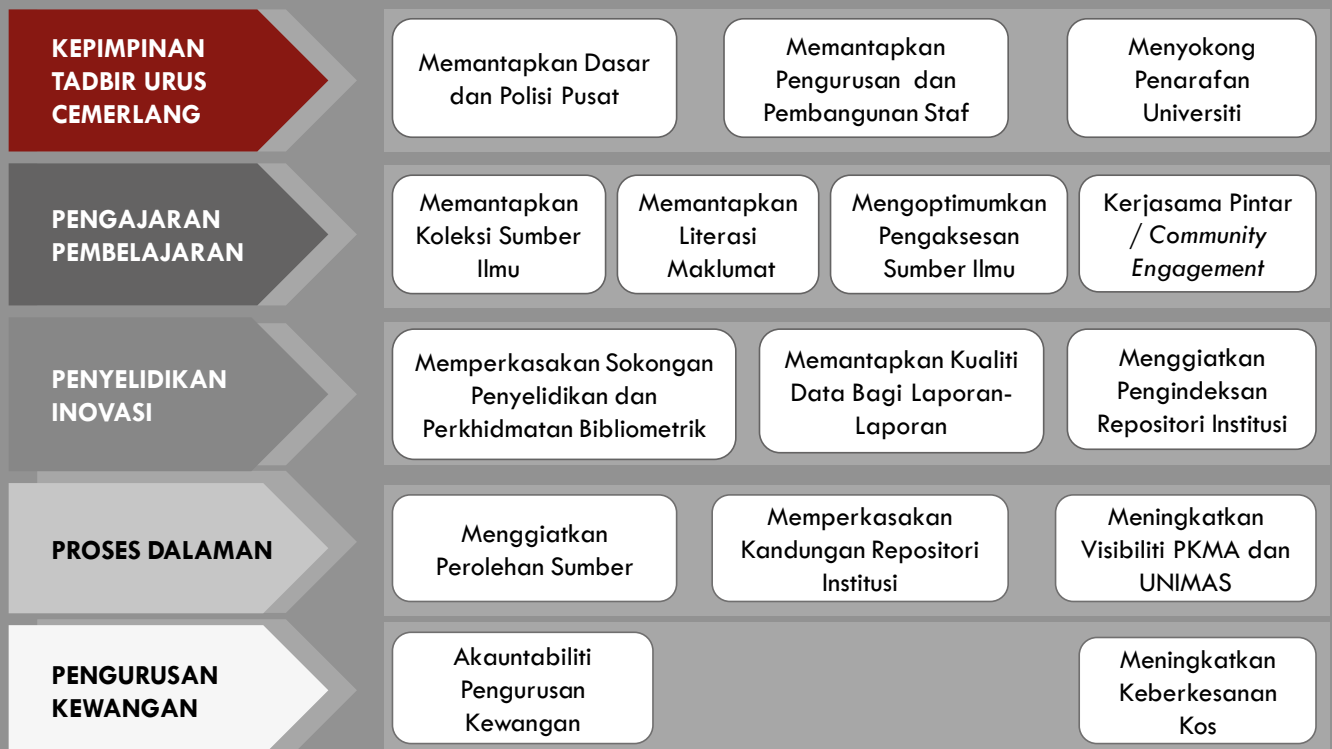 KEPIMPINAN
TADBIR URUS
CEMERLANG
Memantapkan Dasar
dan Polisi Pusat
Memantapkan
Pengurusan dan
Pembangunan Staf
Menyokong
Penarafan
Universiti
PENGAJARAN
PEMBELAJARAN
Memantapkan
Koleksi Sumber
Ilmu
Memantapkan
Literasi
Maklumat
Mengoptimumkan
Pengaksesan
Sumber Ilmu
Kerjasama Pintar
/ Community
Engagement
PENYELIDIKAN
INOVASI
Memperkasakan Sokongan
Penyelidikan dan
Perkhidmatan Bibliometrik
Memantapkan Kualiti
Data Bagi Laporan-
Laporan
Menggiatkan
Pengindeksan
Repositori Institusi
PROSES DALAMAN
Menggiatkan
Perolehan Sumber
Memperkasakan
Kandungan Repositori
Institusi
Meningkatkan
Visibiliti PKMA dan
UNIMAS
PENGURUSAN
KEWANGAN
Akauntabiliti
Pengurusan
Kewangan
Meningkatkan
Keberkesanan
Kos